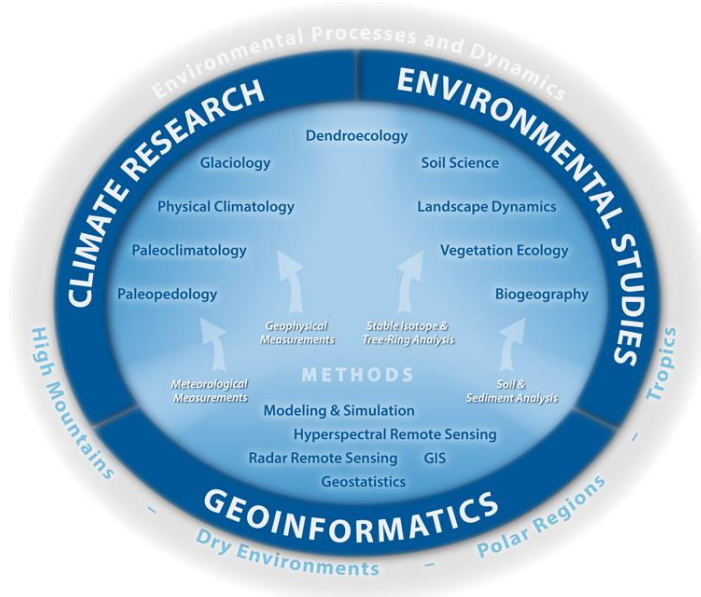 Environmental Processes and Dynamics
CLIMATE RESEARCH
ENVIRONMENTAL STUDIES
Dendroecology
Glaciology
Soil Science
Physical Climatology
Landscape Dynamics
Paleoclimatology
Vegetation Ecology
Paleopedology
Biogeography
Geophysical
Measurements
Stable Isotope &
Tree-Ring Analysis
METHODS
Meteorological
Measurements
Soil &
Sediment Analysis
Modeling & Simulation
Hyperspectral Remote Sensing
Radar Remote Sensing GIS
Geostatistics
GEOINFORMATICS
High Mountains – Dry Environments – Polar Regions – Tropics